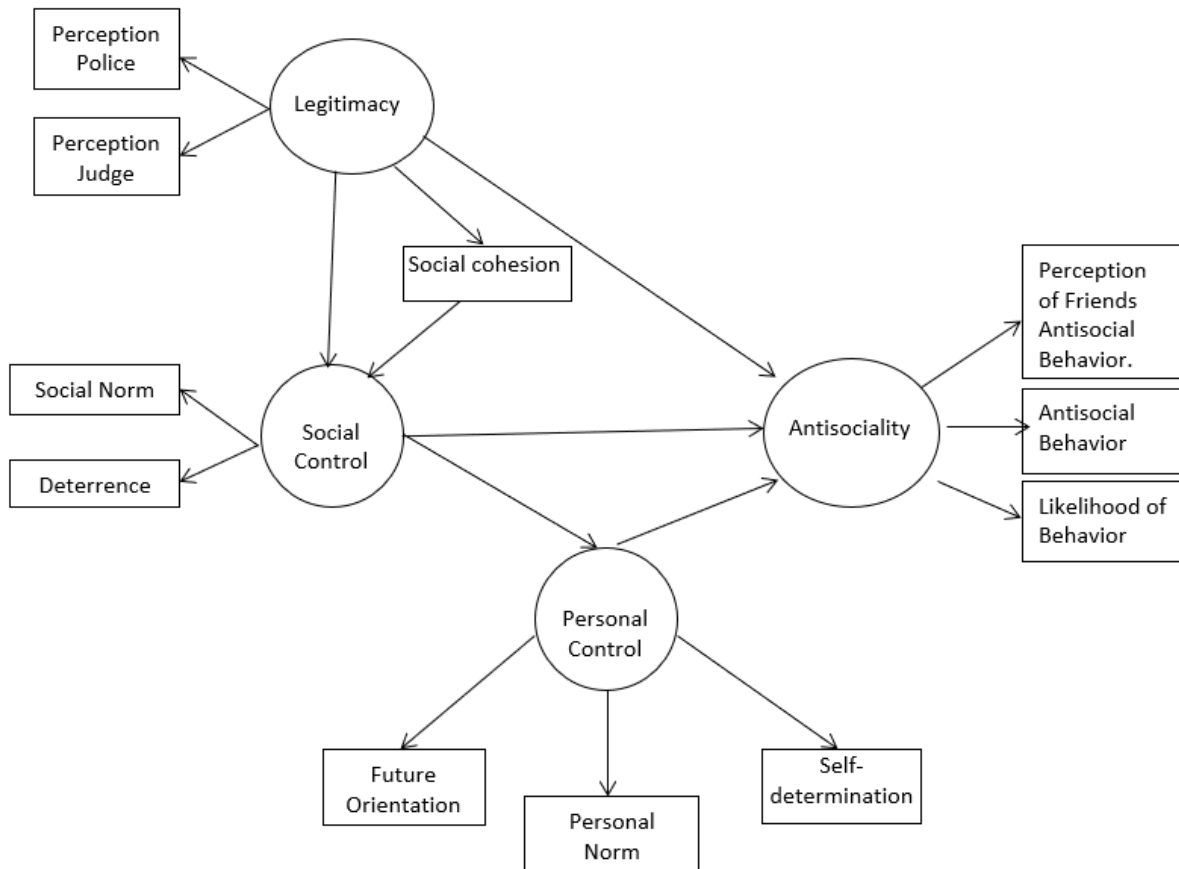 Perception
Police
Legitimacy
Perception
Judge
Social cohesion
Perception
of Friends
Antisocial
Behavior.
Social Norm
Social
Control
Deterrence
Antisociality
Antisocial
Behavior
Likelihood of
Behavior
Personal
Control
Future
Orientation
Personal
Norm
Self-
determination